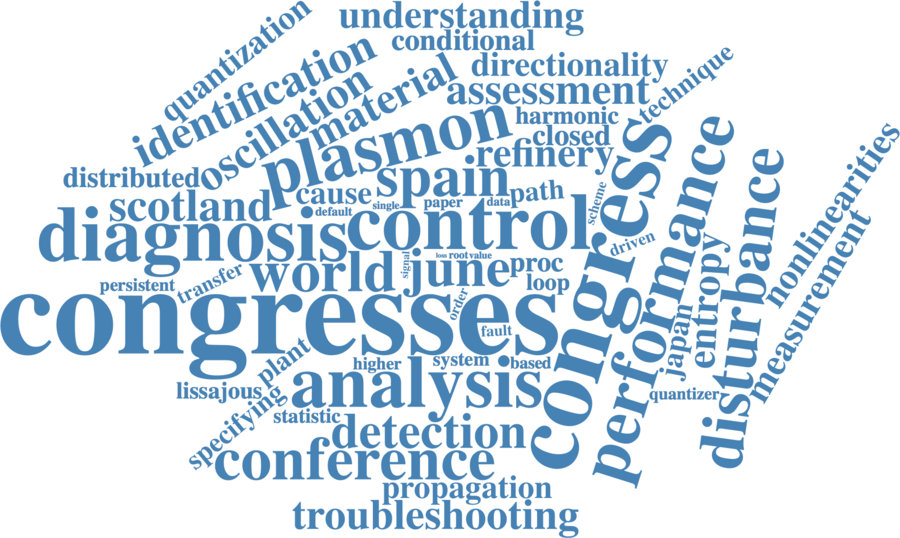 understanding
quantization
conditional
identification
directionality
technique
oscillation
material
assessment
plasmon
harmonic
closed
refinery
distributed
cause
spain
path
scotland
default
single
paper
data
scheme
congress
performance
nonlinearities
diagnosis
control
driven
disturbance
measurement
world
signal
loss
root
value
june
proc
persistent
transfer
loop
entropy
japan
congresses
order
fault
plant
higher
system
based
lissajous
analysis
quantizer
specifying
statistic
detection
conference
propagation
troubleshooting